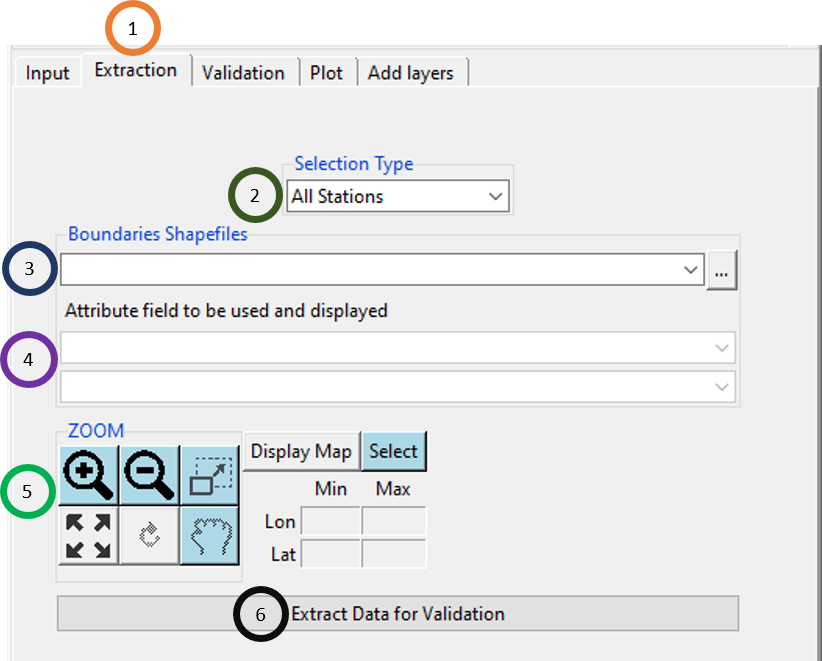 1
Input Extraction Validation Plot Add layers
Selection Type
2 All Stations
Boundaries Shapefiles
3 ...
Attribute field to be used and displayed
4
ZOOM
Display Map Select
5 Min Max
Lon
Lat
6 Extract Data for Validation